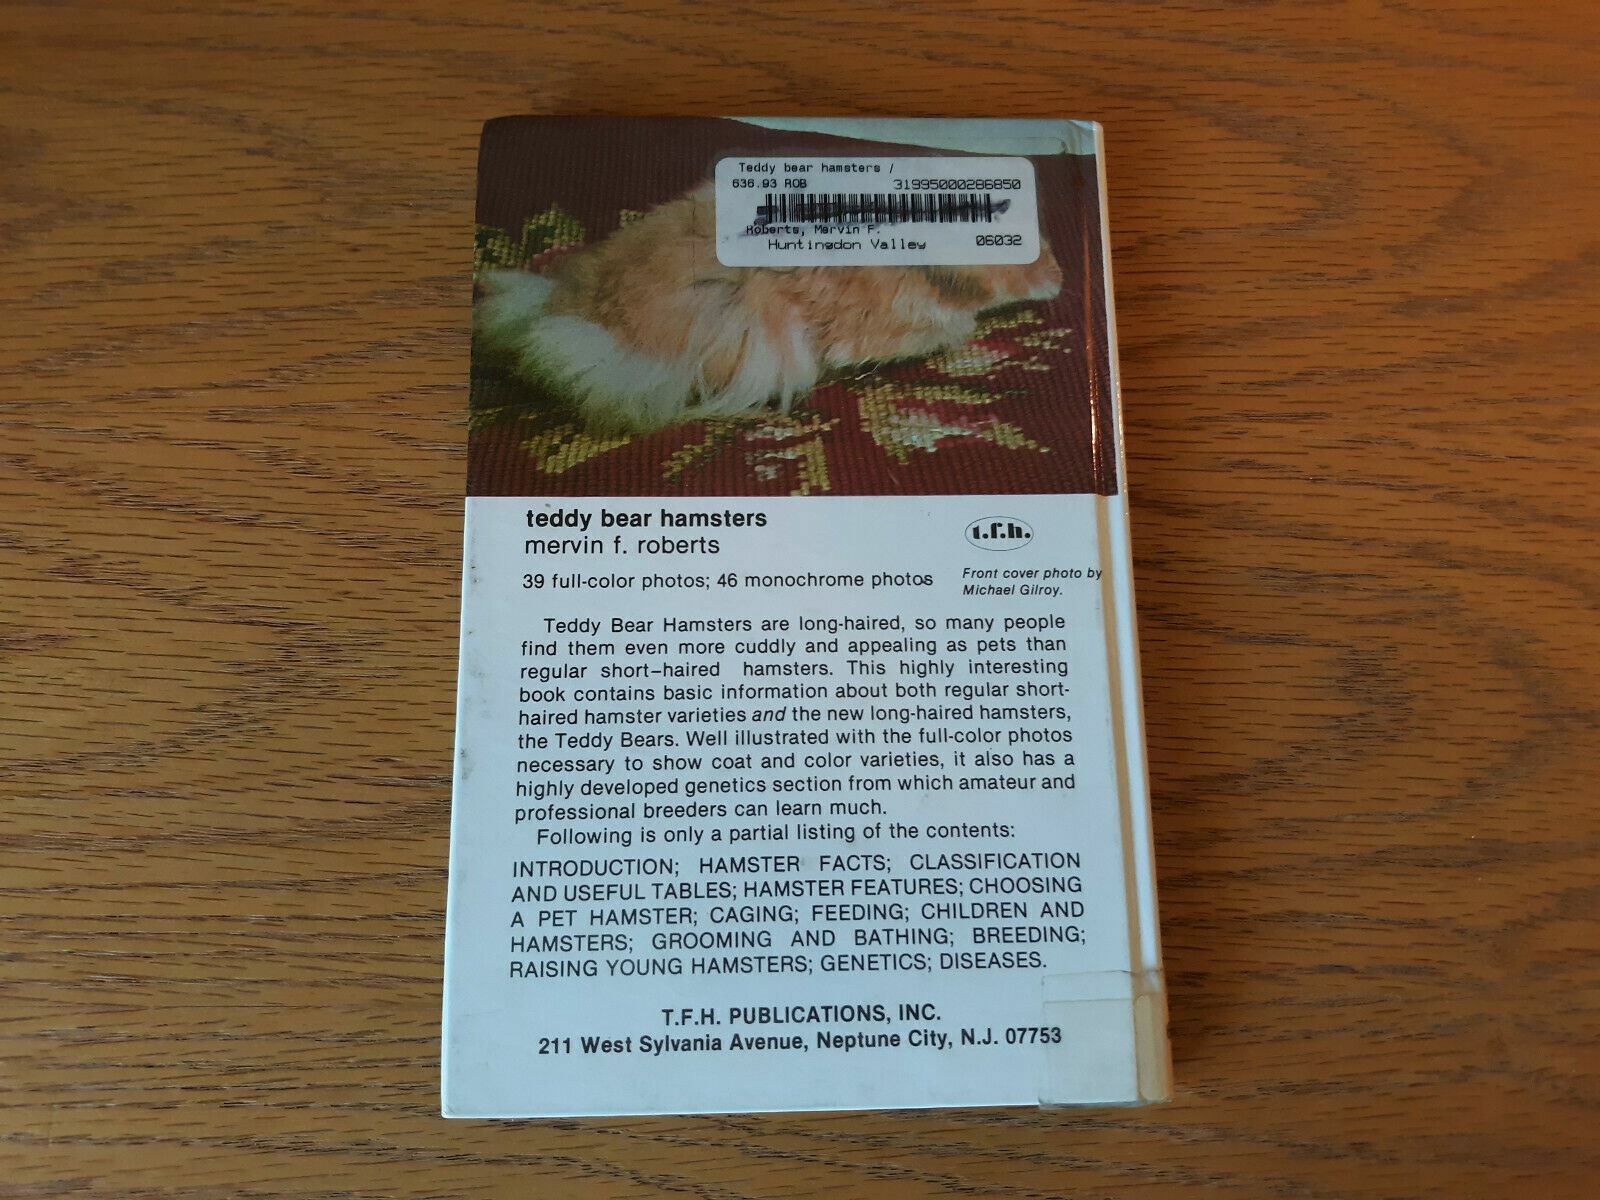 Teddy bear hamsters /
636.93 ROB 31995000286850
Roberts, Mervin F.
Huntingdon Valley 06032
teddy bear hamsters
mervin f. roberts
t.f.h.
39 full-color photos; 46 monochrome photos
Front cover photo by
Michael Gilroy.
Teddy Bear Hamsters are long-haired, so many people
find them even more cuddly and appealing as pets than
regular short-haired hamsters. This highly interesting
book contains basic information about both regular short-
haired hamster varieties and the new long-haired hamsters,
the Teddy Bears. Well illustrated with the full-color photos
necessary to show coat and color varieties, it also has a
highly developed genetics section from which amateur and
professional breeders can learn much.
Following is only a partial listing of the contents:
INTRODUCTION; HAMSTER FACTS; CLASSIFICATION
AND USEFUL TABLES; HAMSTER FEATURES; CHOOSING
A PET HAMSTER; CAGING; FEEDING; CHILDREN AND
HAMSTERS; GROOMING AND BATHING; BREEDING;
RAISING YOUNG HAMSTERS; GENETICS; DISEASES.
T.F.H. PUBLICATIONS, INC.
211 West Sylvania Avenue, Neptune City, N.J. 07753